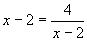 x − 2 = 4 / (x − 2)